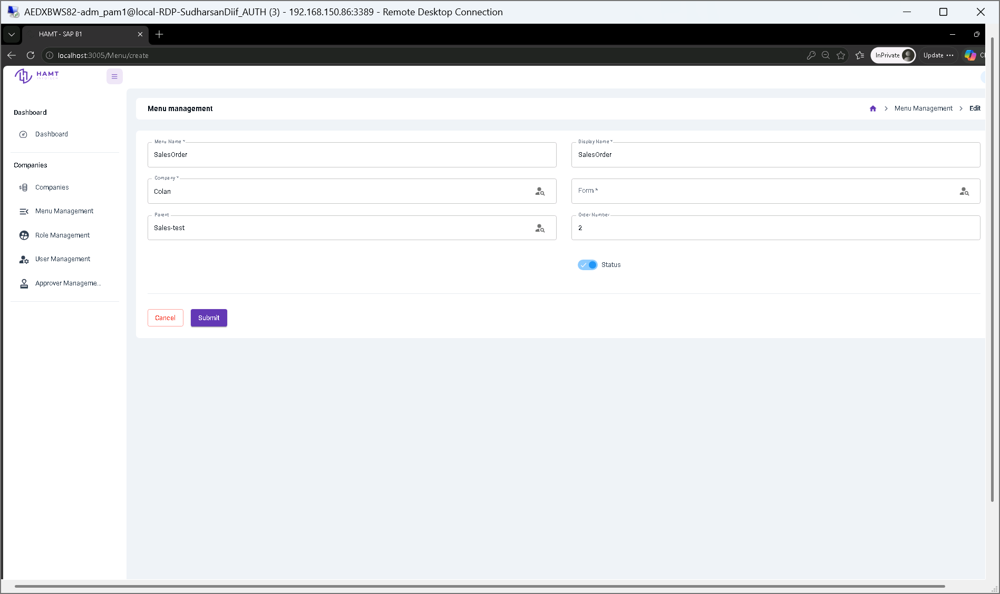 AEDXBWS82-adm_pam1@local-RDP-SudharsanDiif_AUTH (3) - 192.168.150.86:3389 - Remote Desktop Connection
HAMT - SAP B1
localhost:3005/Menu/create
InPrivate
Update
HAMT
INFOTECH
Dashboard
Dashboard
Companies
Companies
Menu Management
Role Management
User Management
Approver Manageme...
Menu management
Menu Management
Edit
Menu Name *
SalesOrder
Display Name *
SalesOrder
Company *
Colan
Form *
Parent
Sales-test
Order Number
2
Status
Cancel
Submit